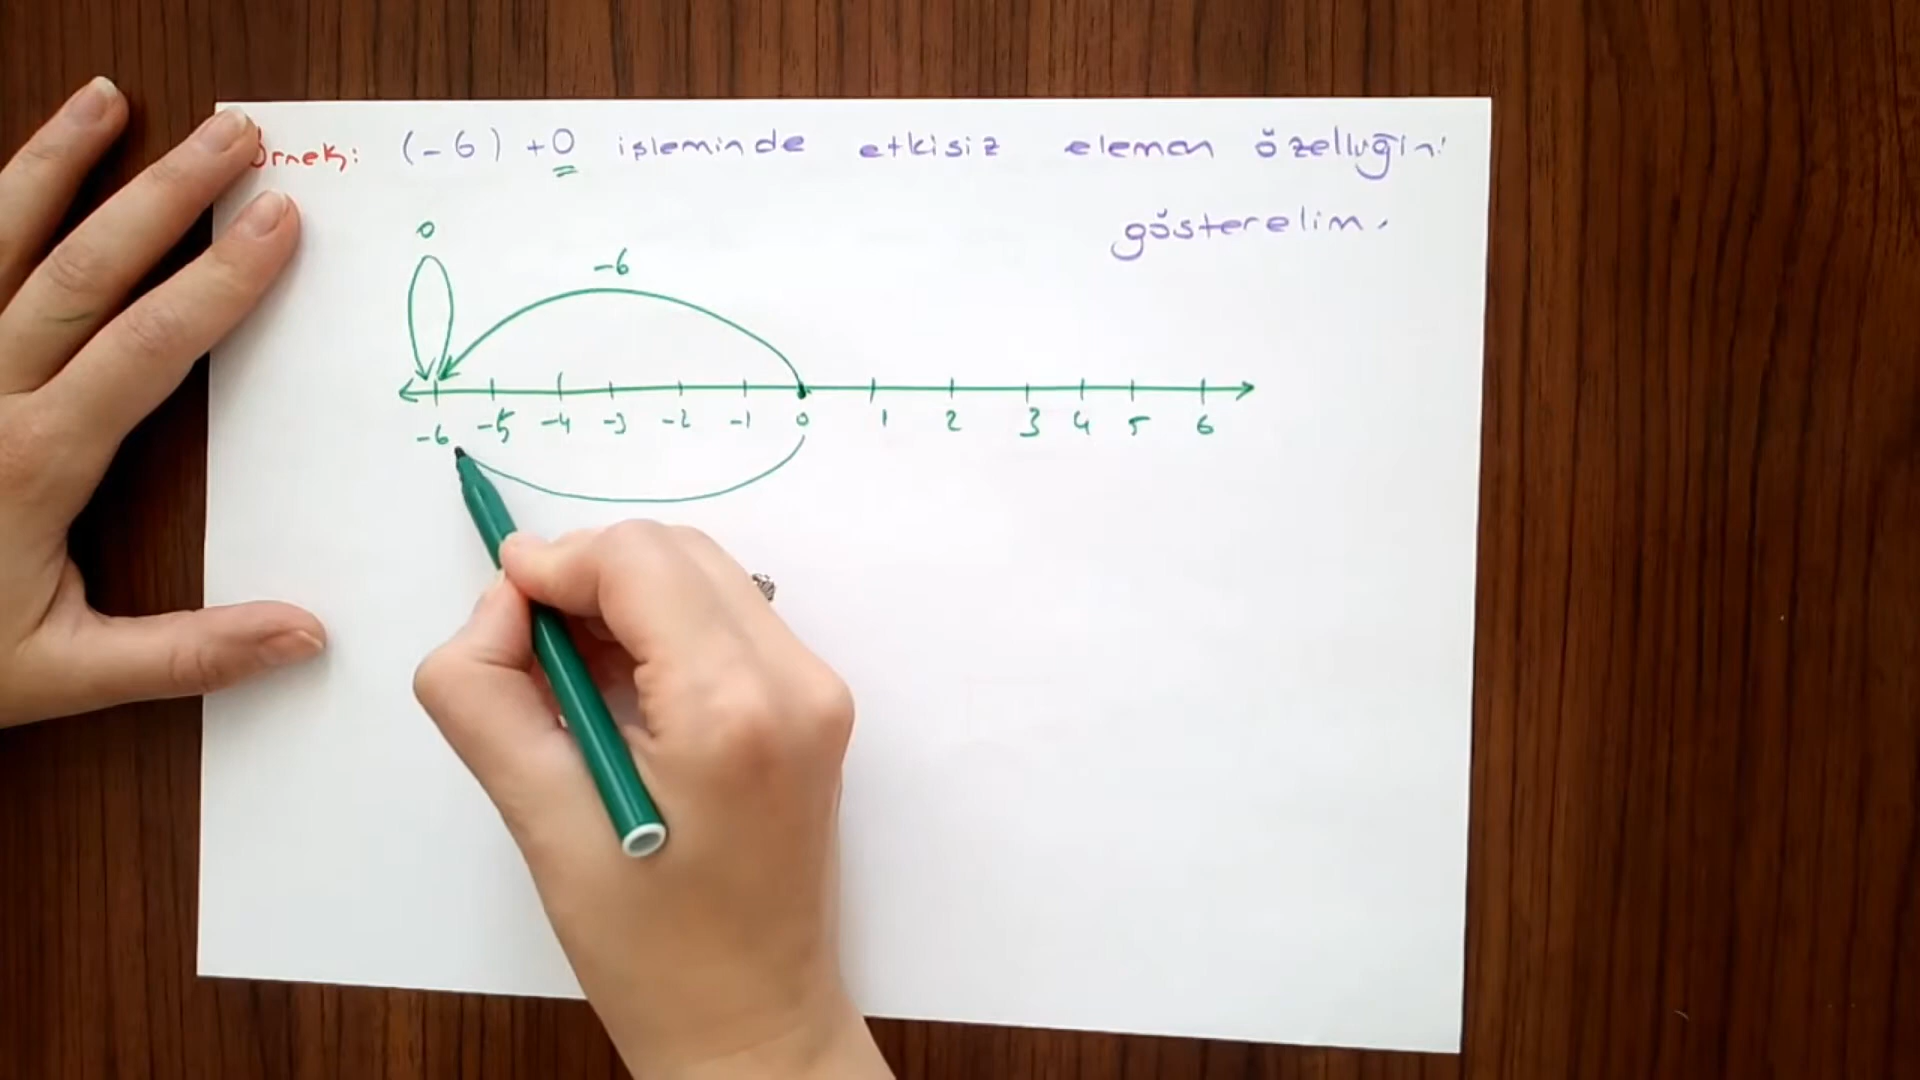 Örnek: (-6) +0 işleminde etkisiz eleman özelliğini
gösterelim.
0
-6
-6 -5 -4 -3 -2 -1 0 1 2 3 4 5 6